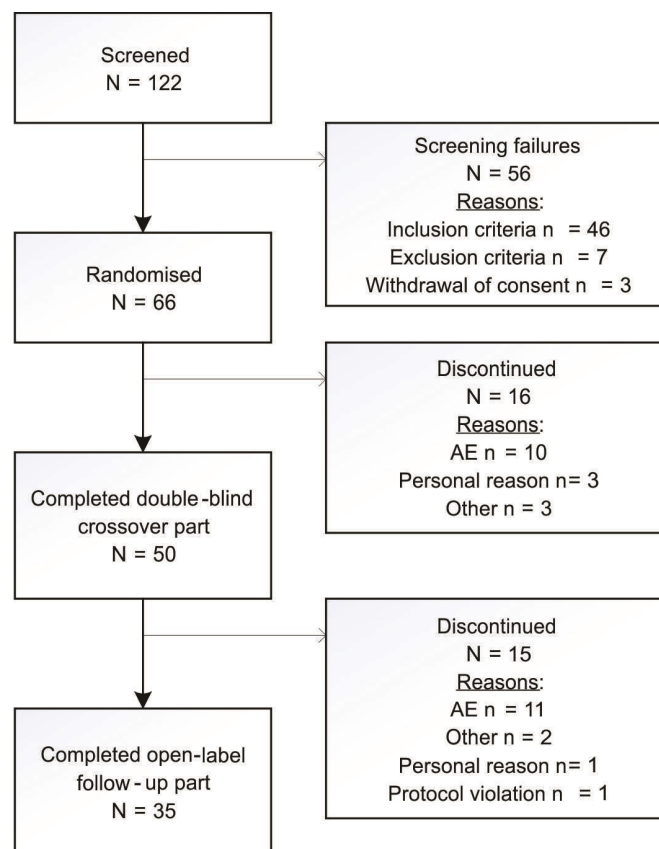 Screened
N = 122
Screening failures
N = 56
Reasons:
Inclusion criteria n = 46
Exclusion criteria n = 7
Withdrawal of consent n = 3
Randomised
N = 66
Discontinued
N = 16
Reasons:
AE n = 10
Personal reason n= 3
Other n = 3
Completed double-blind
crossover part
N = 50
Discontinued
N = 15
Reasons:
AE n = 11
Other n = 2
Personal reason n= 1
Protocol violation n = 1
Completed open-label
follow-up part
N = 35